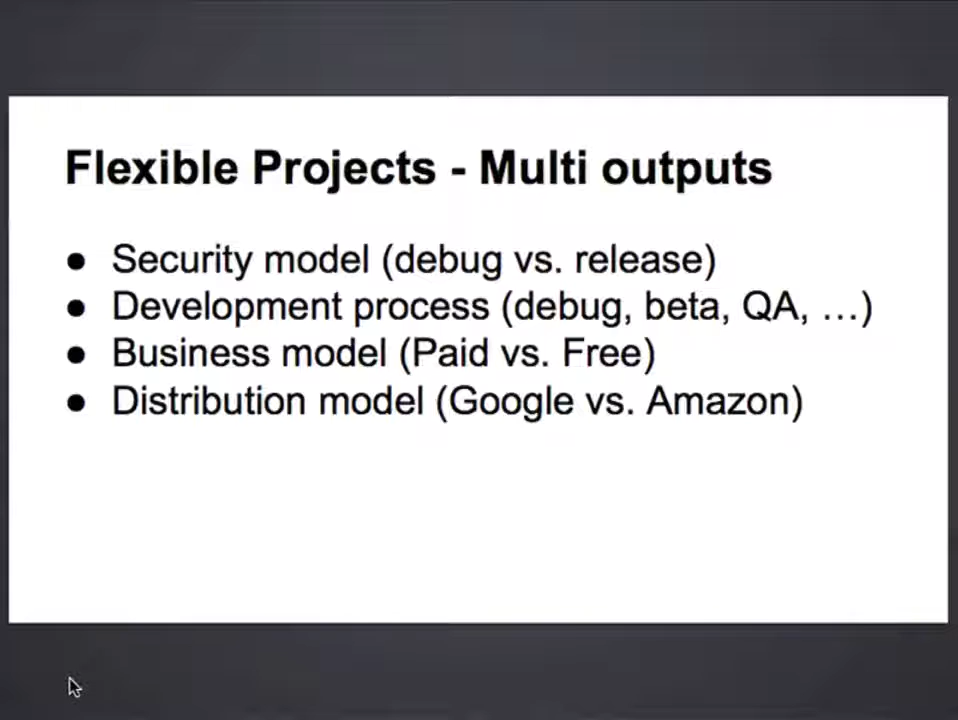 Flexible Projects - Multi outputs
● Security model (debug vs. release)
● Development process (debug, beta, QA, ...)
● Business model (Paid vs. Free)
● Distribution model (Google vs. Amazon)